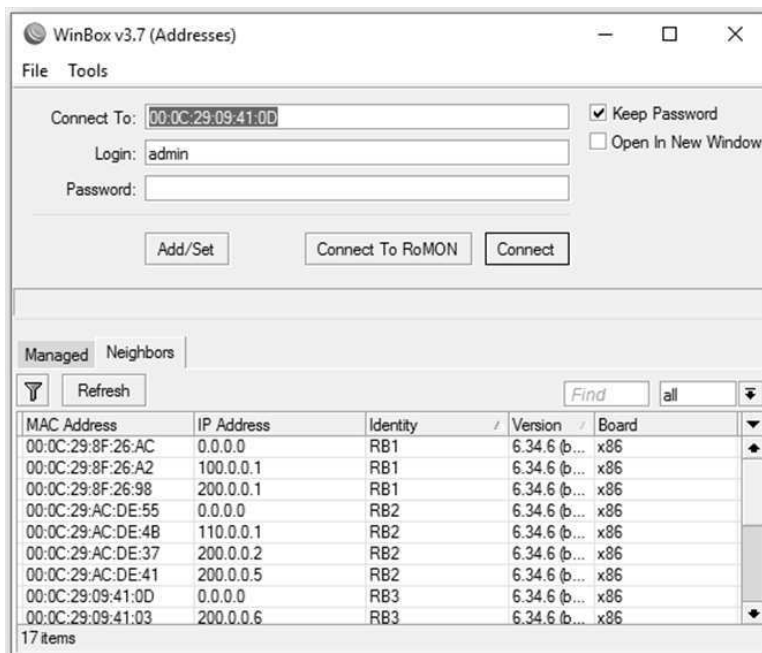 WinBox v3.7 (Addresses)
File Tools
Connect To: 00:0C:29:09:41:0D
Keep Password
Login: admin
Open In New Window
Password:
Add/Set Connect To RoMON Connect
Managed Neighbors
Refresh Find all
MAC Address IP Address Identity Version Board
00:0C:29:8F:26:AC 0.0.0.0 RB1 6.34.6 (b... x86
00:0C:29:8F:26:A2 100.0.0.1 RB1 6.34.6 (b... x86
00:0C:29:8F:26:98 200.0.0.1 RB1 6.34.6 (b... x86
00:0C:29:AC:DE:55 0.0.0.0 RB2 6.34.6 (b... x86
00:0C:29:AC:DE:4B 110.0.0.1 RB2 6.34.6 (b... x86
00:0C:29:AC:DE:37 200.0.0.2 RB2 6.34.6 (b... x86
00:0C:29:AC:DE:41 200.0.0.5 RB2 6.34.6 (b... x86
00:0C:29:09:41:0D 0.0.0.0 RB3 6.34.6 (b... x86
00:0C:29:09:41:03 200.0.0.6 RB3 6.34.6 (b... x86
17 items